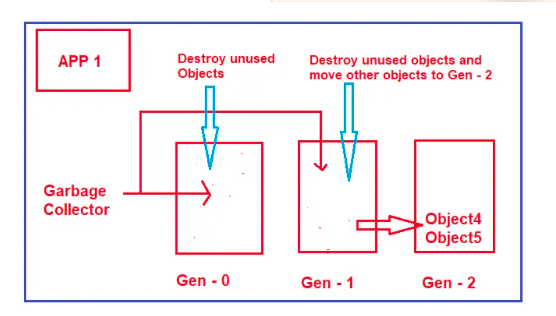 APP 1
Destroy unused
Objects
Destroy unused objects and
move other objects to Gen - 2
Garbage
Collector
Object4
Object5
Gen - 0
Gen - 1
Gen - 2